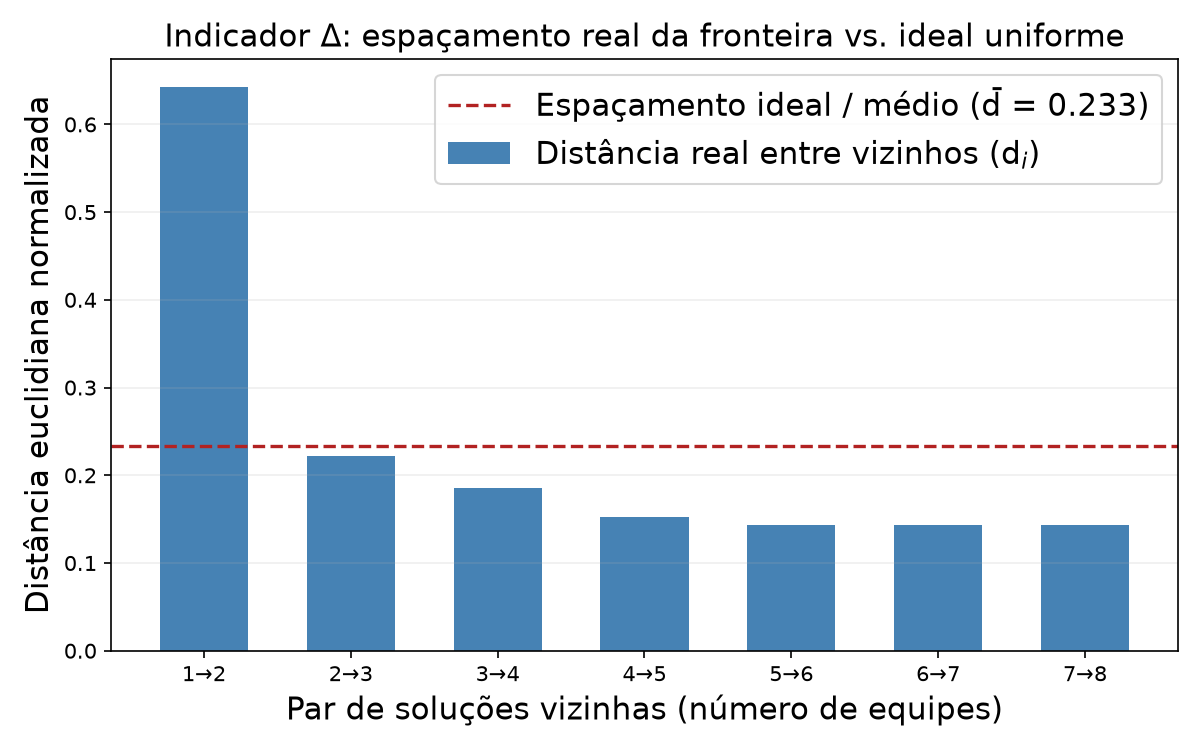 Indicador Δ: espaçamento real da fronteira vs. ideal uniforme
Espaçamento ideal / médio (d̄ = 0.233)
Distância real entre vizinhos (dᵢ)
Distância euclidiana normalizada
0.6
0.5
0.4
0.3
0.2
0.1
0.0
1→2 2→3 3→4 4→5 5→6 6→7 7→8
Par de soluções vizinhas (número de equipes)